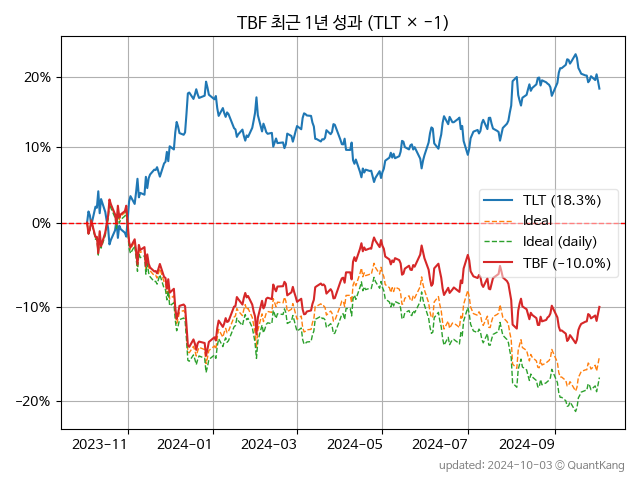 TBF 최근 1년 성과 (TLT × −1)
20%
10%
0%
−10%
−20%
TLT (18.3%)
Ideal
Ideal (daily)
TBF (−10.0%)
2023-11
2024-01
2024-03
2024-05
2024-07
2024-09
updated: 2024-10-03 © QuantKang